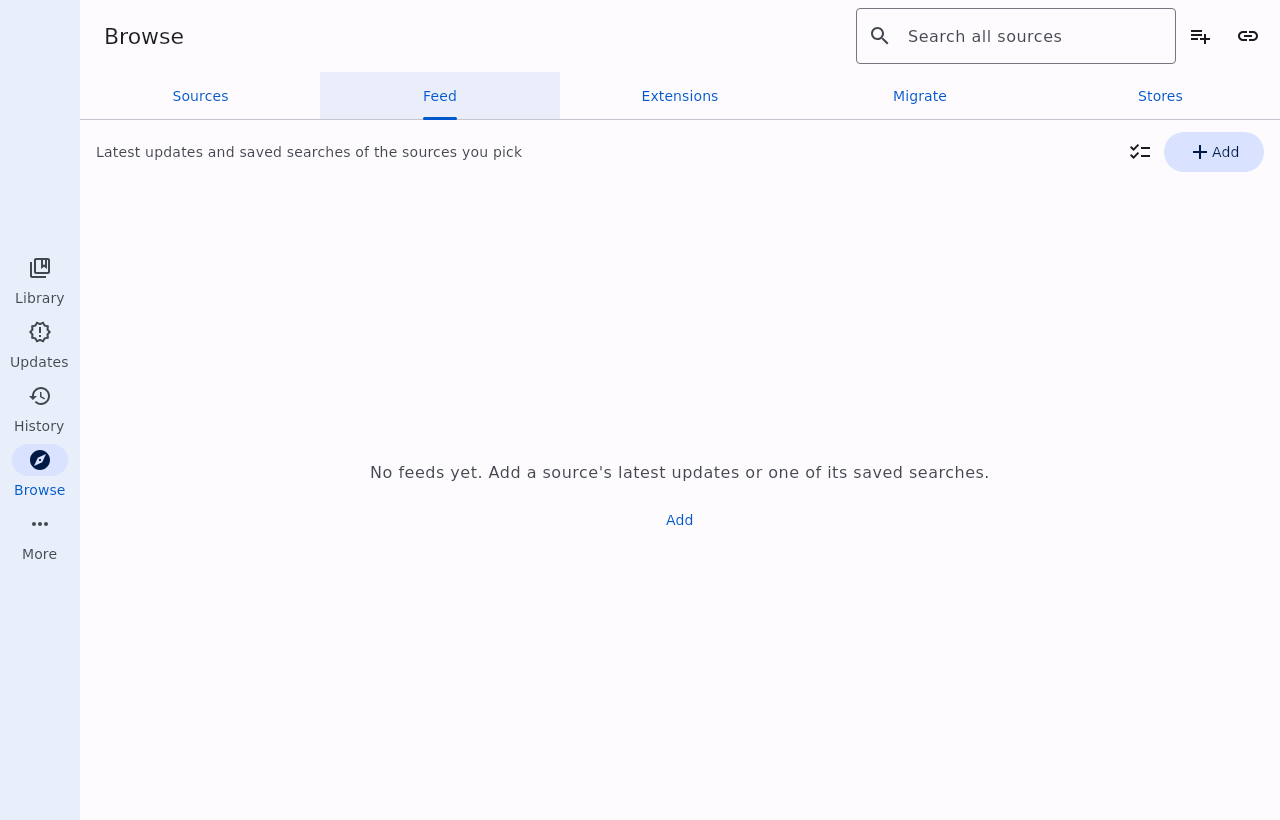 Browse
Search all sources
Sources
Feed
Extensions
Migrate
Stores
Latest updates and saved searches of the sources you pick
Add
Library
Updates
History
Browse
More
No feeds yet. Add a source's latest updates or one of its saved searches.
Add